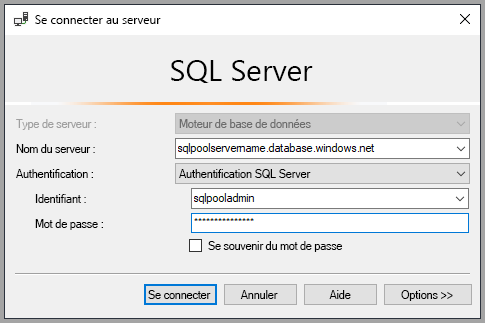 Se connecter au serveur
SQL Server
Type de serveur : Moteur de base de données
Nom du serveur : sqlpoolservername.database.windows.net
Authentification : Authentification SQL Server
Identifiant : sqlpooladmin
Mot de passe : ***************
Se souvenir du mot de passe
Se connecter Annuler Aide Options >>